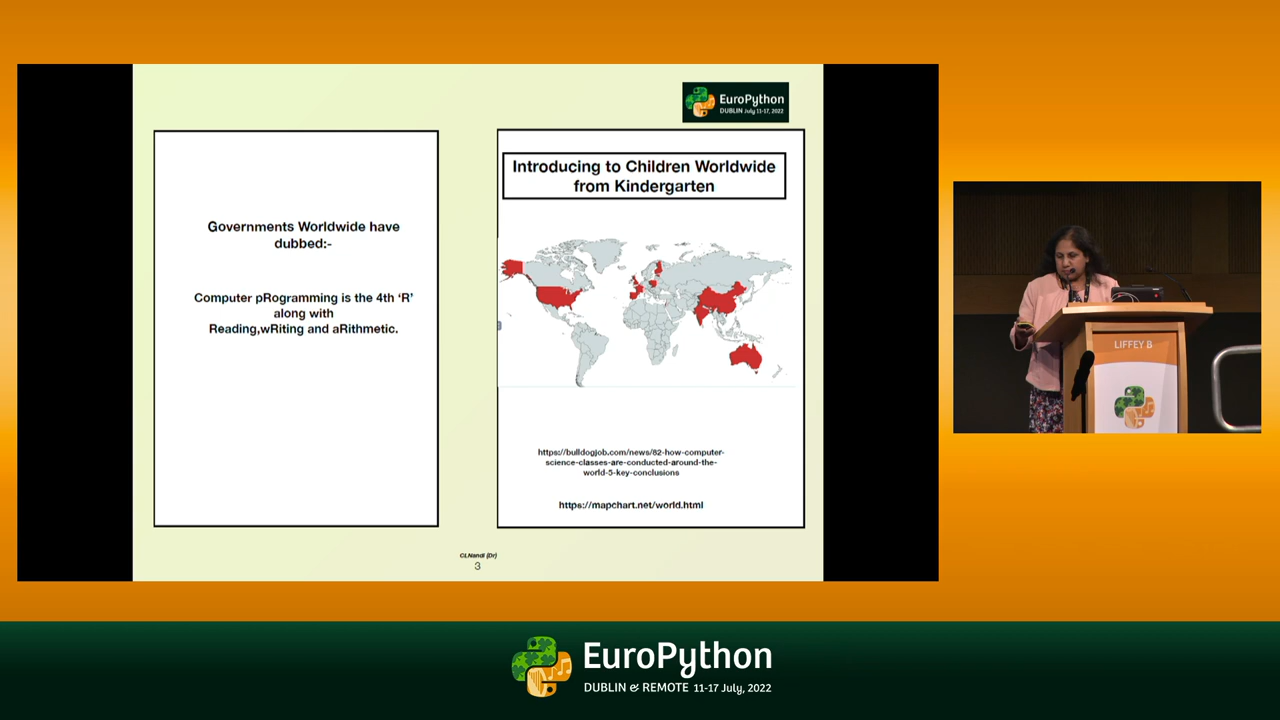 EuroPython
DUBLIN July 11-17, 2022
Governments Worldwide have
dubbed:-
Computer pRogramming is the 4th ‘R’
along with
Reading,wRiting and aRithmetic.
Introducing to Children Worldwide
from Kindergarten
https://bulldogjob.com/news/82-how-computer-
science-classes-are-conducted-around-the-
world-5-key-conclusions
https://mapchart.net/world.html
CLNandi (Dr)
3
LIFFEY B
EuroPython
DUBLIN & REMOTE 11-17 July, 2022